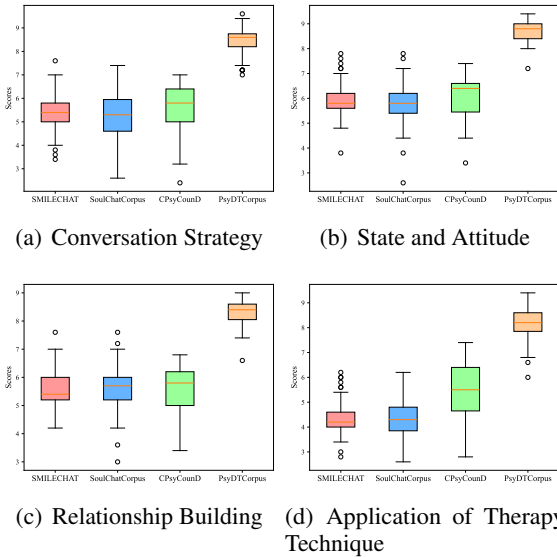 9
8
7
6
5
4
3
Scores
SMILECHAT SoulChatCorpus CPsyCounD PsyDTCorpus
(a) Conversation Strategy
9
8
7
6
5
4
3
Scores
SMILECHAT SoulChatCorpus CPsyCounD PsyDTCorpus
(b) State and Attitude
9
8
7
6
5
4
3
Scores
SMILECHAT SoulChatCorpus CPsyCounD PsyDTCorpus
(c) Relationship Building
9
8
7
6
5
4
3
Scores
SMILECHAT SoulChatCorpus CPsyCounD PsyDTCorpus
(d) Application of Therapy
Technique